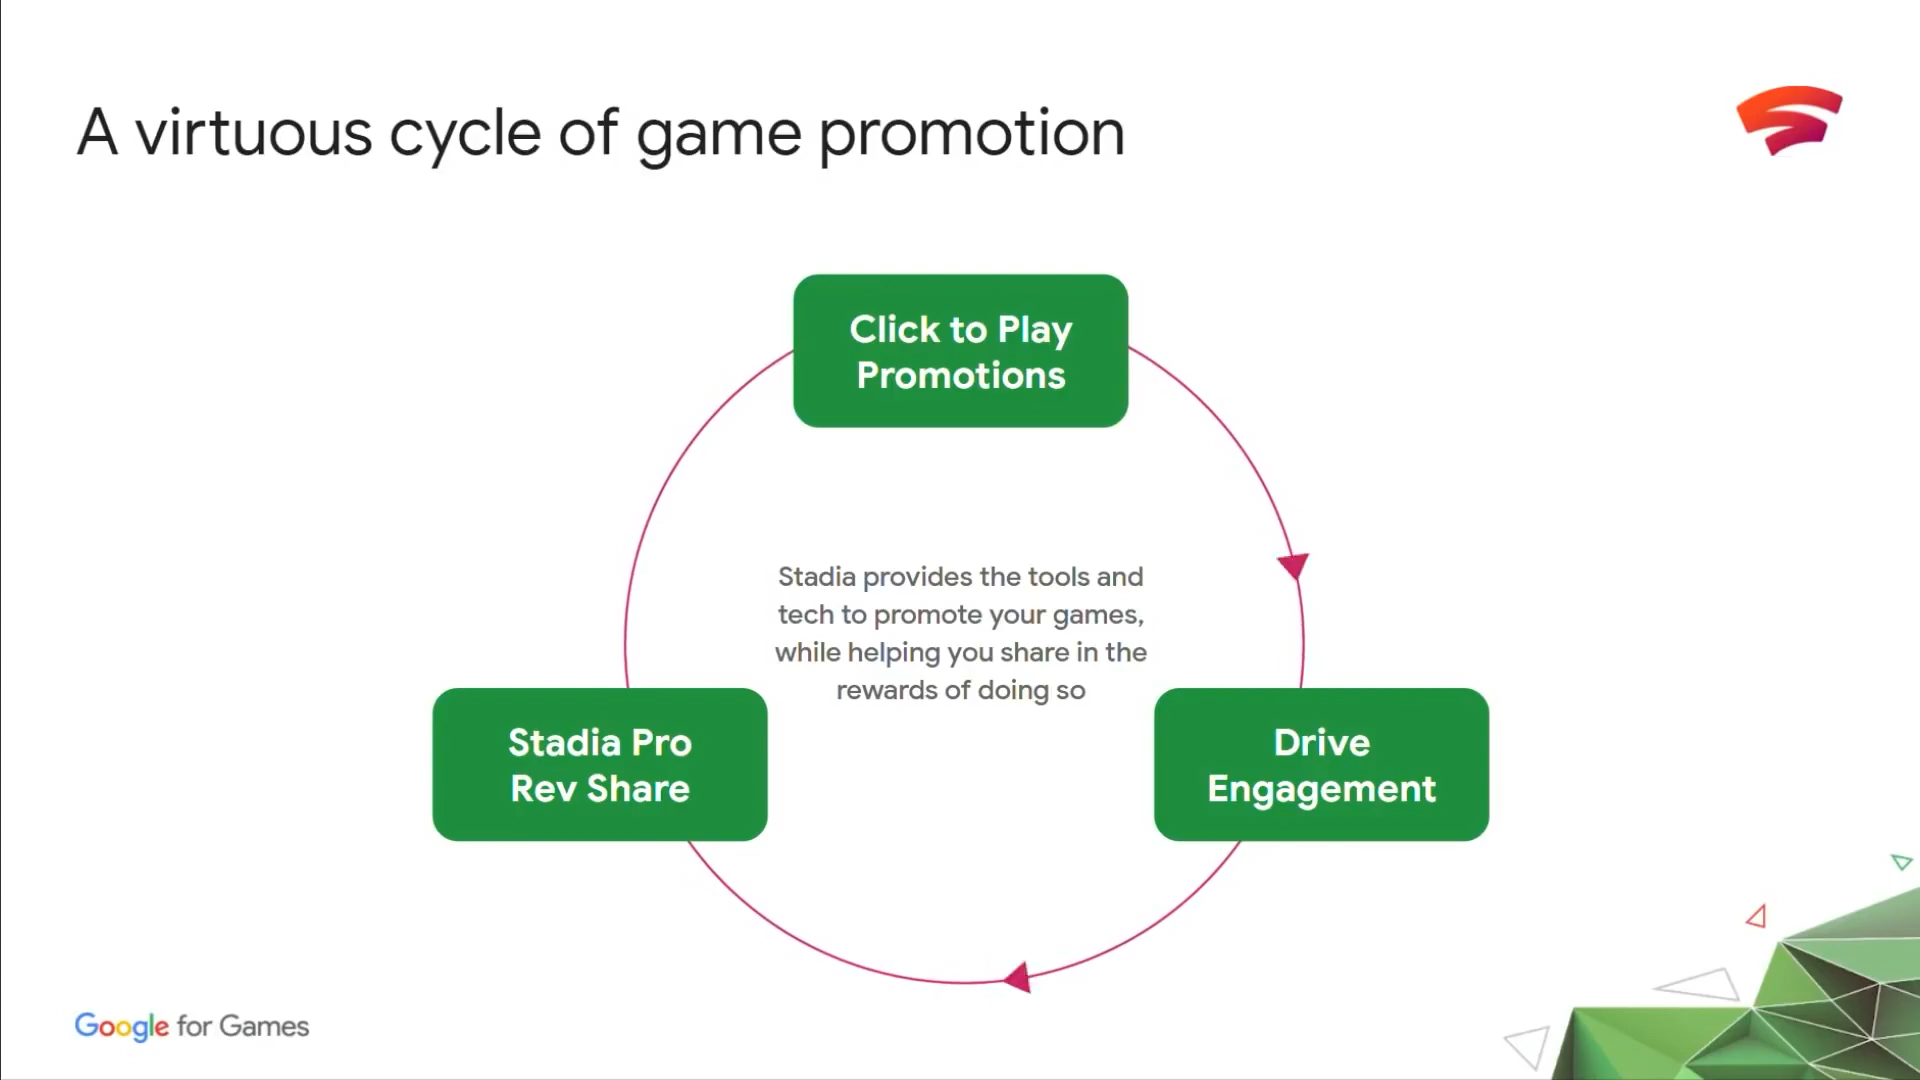 A virtuous cycle of game promotion
Click to Play
Promotions
Stadia provides the tools and
tech to promote your games,
while helping you share in the
rewards of doing so
Stadia Pro
Rev Share
Drive
Engagement
Google for Games